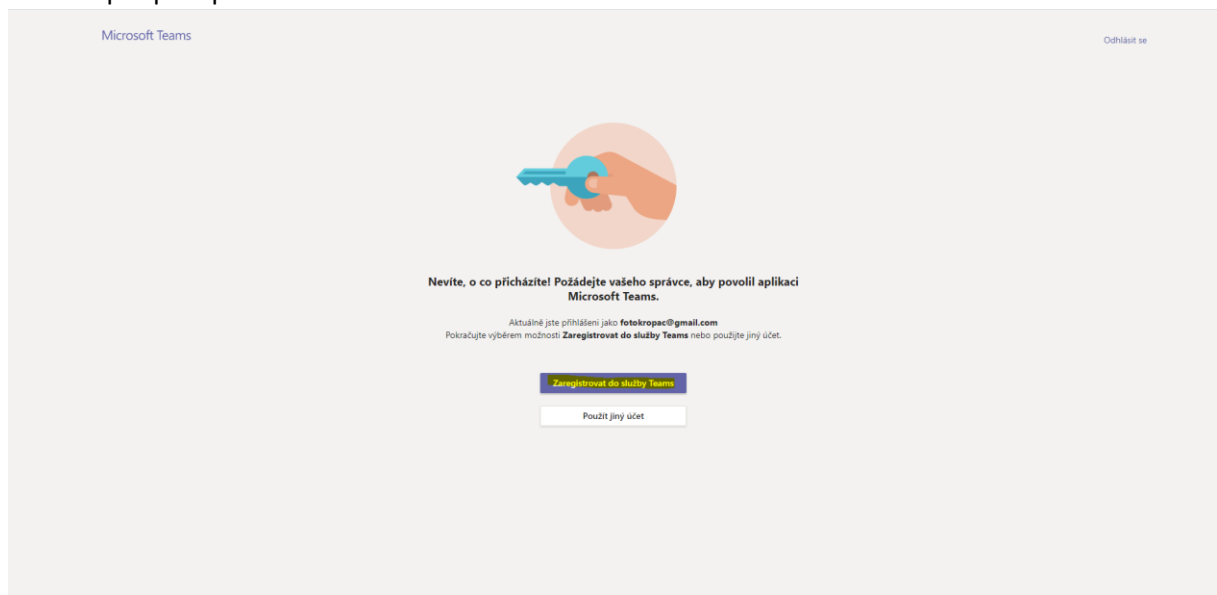 Microsoft Teams
Odhlásit se
Nevíte, o co přicházíte! Požádejte vašeho správce, aby povolil aplikaci
Microsoft Teams.
Aktuálně jste přihlášeni jako fotokropac@gmail.com
Pokračujte výběrem možnosti Zaregistrovat do služby Teams nebo použijte jiný účet.
Zaregistrovat do služby Teams
Použít jiný účet